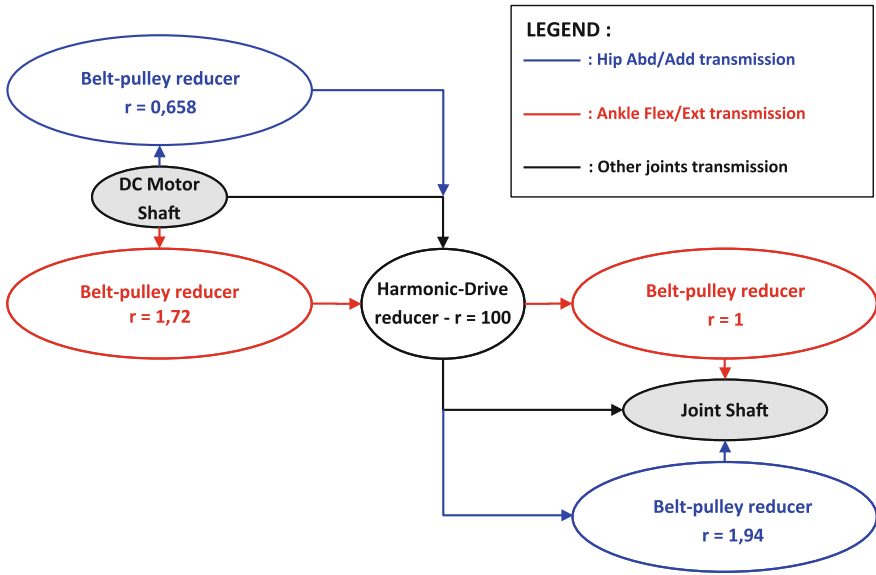 LEGEND :
: Hip Abd/Add transmission
: Ankle Flex/Ext transmission
: Other joints transmission
Belt-pulley reducer
r = 0,658
DC Motor
Shaft
Belt-pulley reducer
r = 1,72
Harmonic-Drive
reducer - r = 100
Belt-pulley reducer
r = 1
Joint Shaft
Belt-pulley reducer
r = 1,94